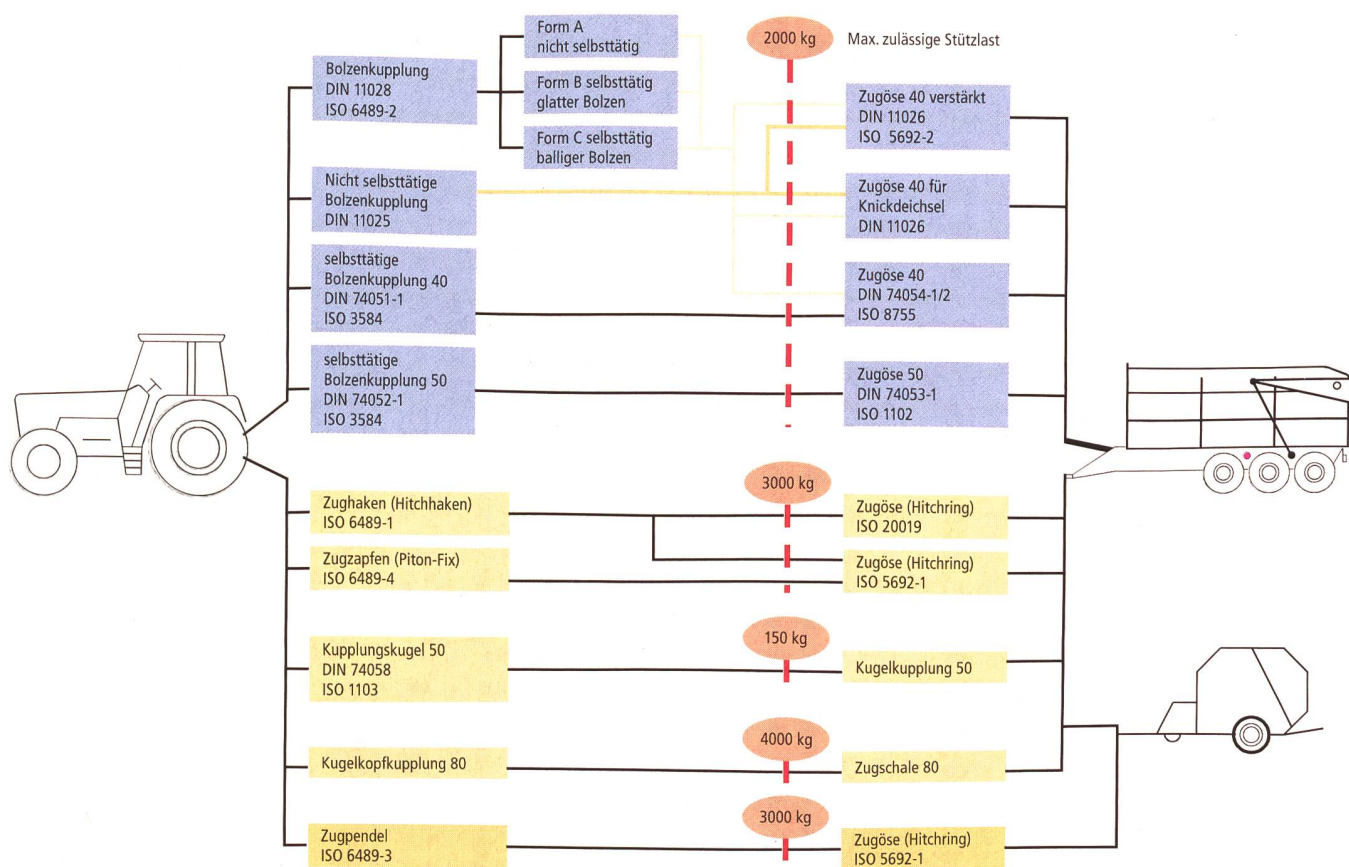 Form A
nicht selbsttätig
2000 kg
Max. zulässige Stützlast
Bolzenkupplung
DIN 11028
ISO 6489-2
Form B selbsttätig
glatter Bolzen
Form C selbsttätig
balliger Bolzen
Zugöse 40 verstärkt
DIN 11026
ISO 5692-2
Nicht selbsttätige
Bolzenkupplung
DIN 11025
Zugöse 40 für
Knickdeichsel
DIN 11026
selbsttätige
Bolzenkupplung 40
DIN 74051-1
ISO 3584
Zugöse 40
DIN 74054-1/2
ISO 8755
selbsttätige
Bolzenkupplung 50
DIN 74052-1
ISO 3584
Zugöse 50
DIN 74053-1
ISO 1102
3000 kg
Zughaken (Hitchhaken)
ISO 6489-1
Zugöse (Hitchring)
ISO 20019
Zugzapfen (Piton-Fix)
ISO 6489-4
Zugöse (Hitchring)
ISO 5692-1
150 kg
Kupplungskugel 50
DIN 74058
ISO 1103
Kugelkupplung 50
4000 kg
Kugelkopfkupplung 80
Zugschale 80
3000 kg
Zugpendel
ISO 6489-3
Zugöse (Hitchring)
ISO 5692-1